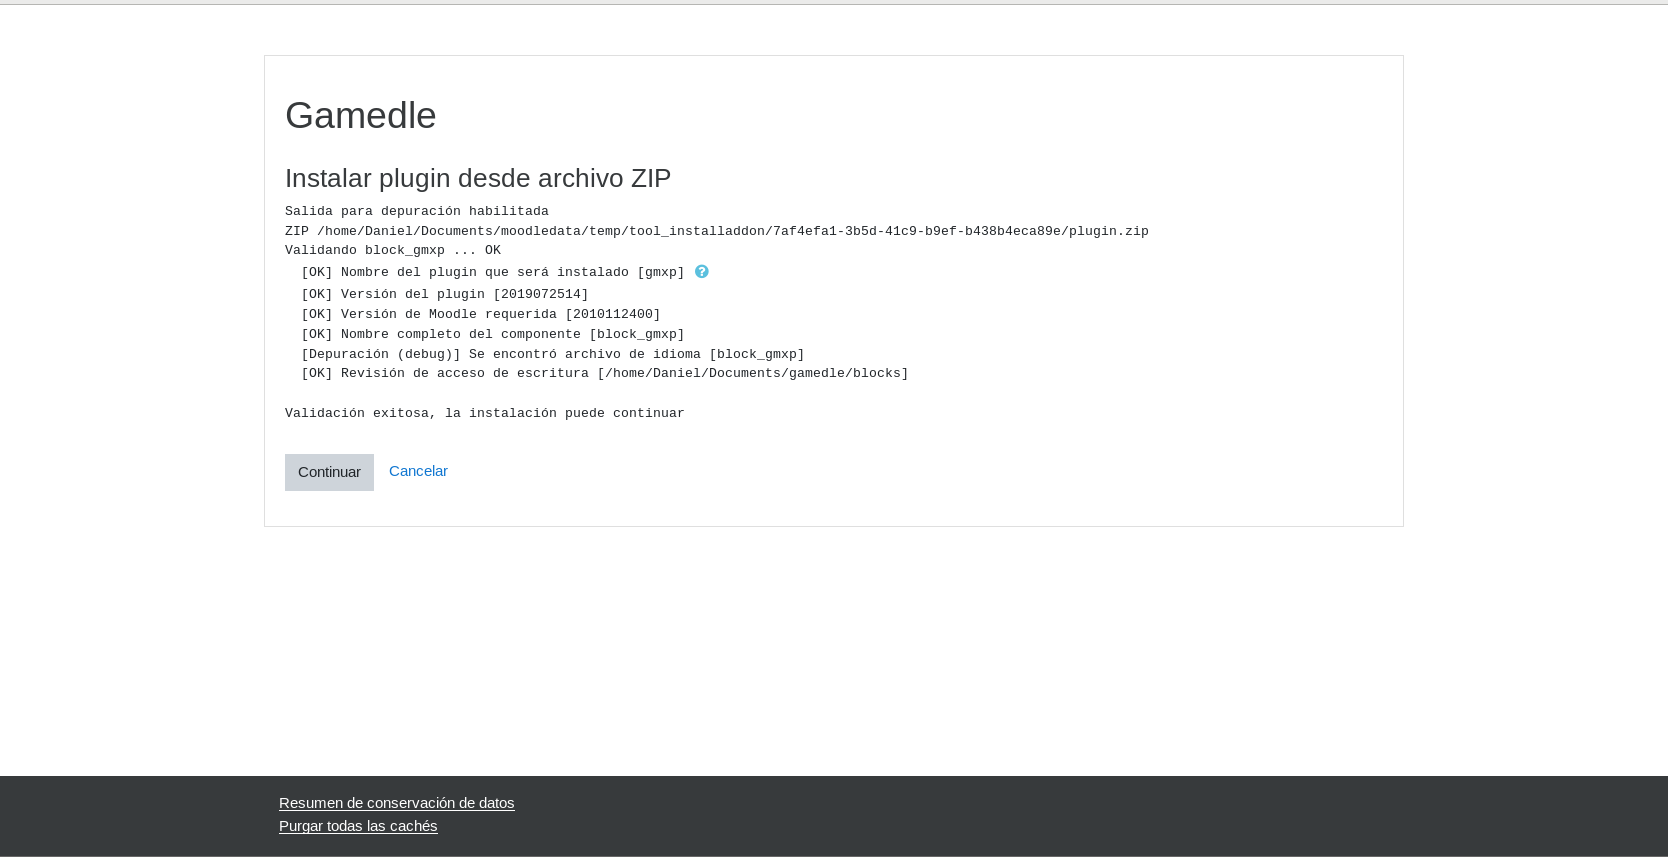 Gamedle
Instalar plugin desde archivo ZIP
Salida para depuración habilitada
ZIP /home/Daniel/Documents/moodledata/temp/tool_installaddon/7af4efa1-3b5d-41c9-b9ef-b438b4eca89e/plugin.zip
Validando block_gmxp ... OK
[OK] Nombre del plugin que será instalado [gmxp]
[OK] Versión del plugin [2019072514]
[OK] Versión de Moodle requerida [2010112400]
[OK] Nombre completo del componente [block_gmxp]
[Depuración (debug)] Se encontró archivo de idioma [block_gmxp]
[OK] Revisión de acceso de escritura [/home/Daniel/Documents/gamedle/blocks]
Validación exitosa, la instalación puede continuar
Continuar Cancelar
Resumen de conservación de datos
Purgar todas las cachés